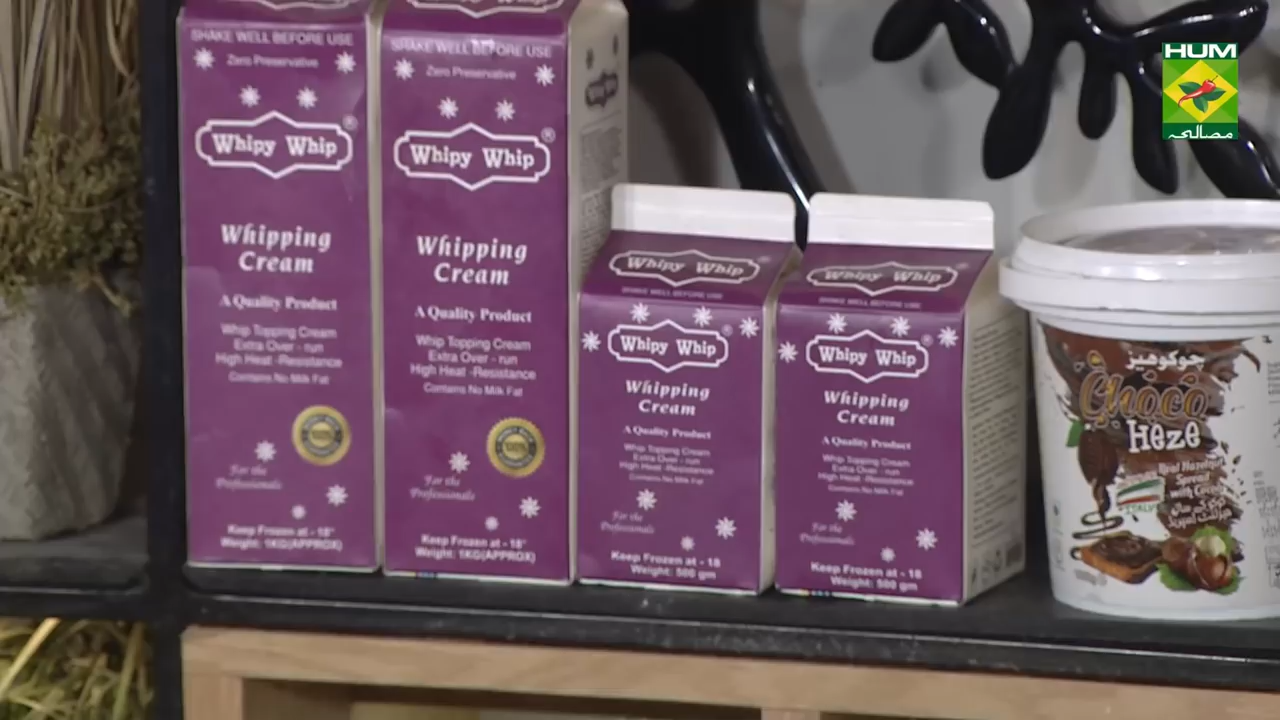 SHAKE WELL BEFORE USE
Zero Preservative
Whipy Whip®
Whipping
Cream
A Quality Product
Whip Topping Cream
Extra Over - run
High Heat -Resistance
Contains No Milk Fat
100%
For the
Professionals
Keep Frozen at - 18°
Weight: 1KG(APPROX)
SHAKE WELL BEFORE USE
Zero Preservative
Whipy Whip®
Whipping
Cream
A Quality Product
Whip Topping Cream
Extra Over - run
High Heat -Resistance
Contains No Milk Fat
100%
For the
Professionals
Keep Frozen at - 18°
Weight: 1KG(APPROX)
Whipy Whip
SHAKE WELL BEFORE USE
Whipy Whip®
Whipping
Cream
A Quality Product
Whip Topping Cream
Extra Over - run
High Heat -Resistance
Contains No Milk Fat
For the
Professionals
Keep Frozen at - 18
Weight: 500 gm
Whipy Whip
SHAKE WELL BEFORE USE
Whipy Whip®
Whipping
Cream
A Quality Product
Whip Topping Cream
Extra Over - run
High Heat -Resistance
Contains No Milk Fat
For the
Professionals
Keep Frozen at - 18
Weight: 500 gm
چوکو ہیز
Choco
Heze
Real Hazelnut
Spread
with Cocoa
ITALY
HUM
مصالحہ